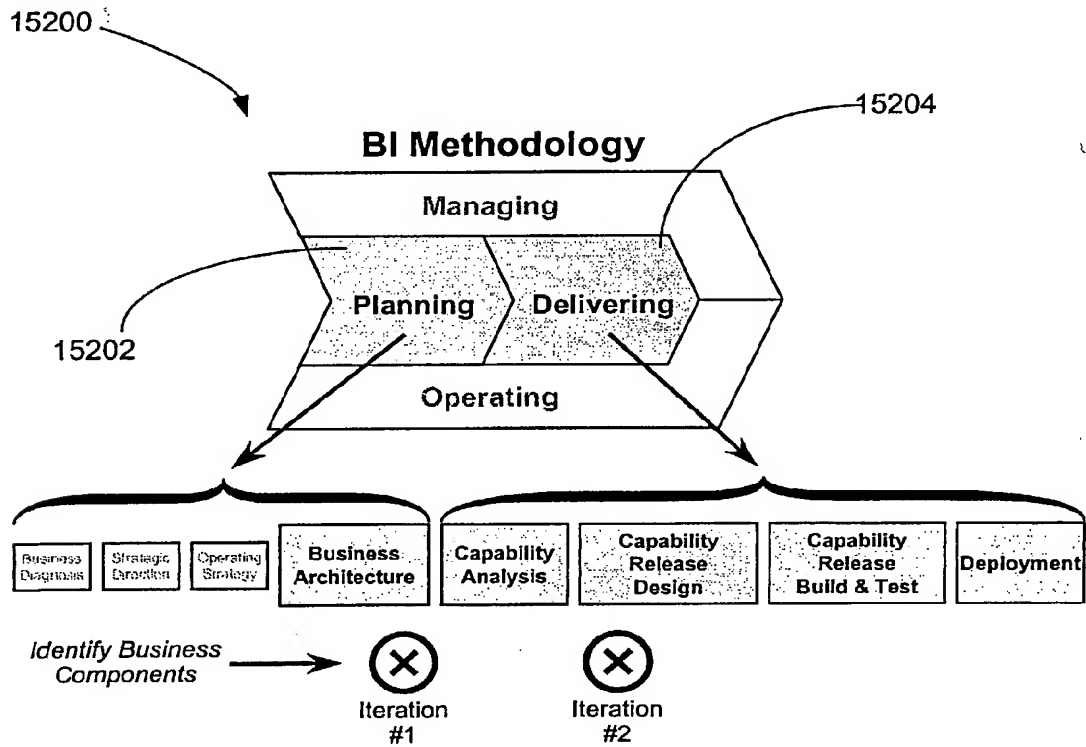 15200
15204
BI Methodology
Managing
Planning
Delivering
15202
Operating
Business
Diagnosis
Strategic
Direction
Operating
Strategy
Business
Architecture
Capability
Analysis
Capability
Release
Design
Capability
Release
Build & Test
Deployment
Identify Business
Components
Iteration
#1
Iteration
#2